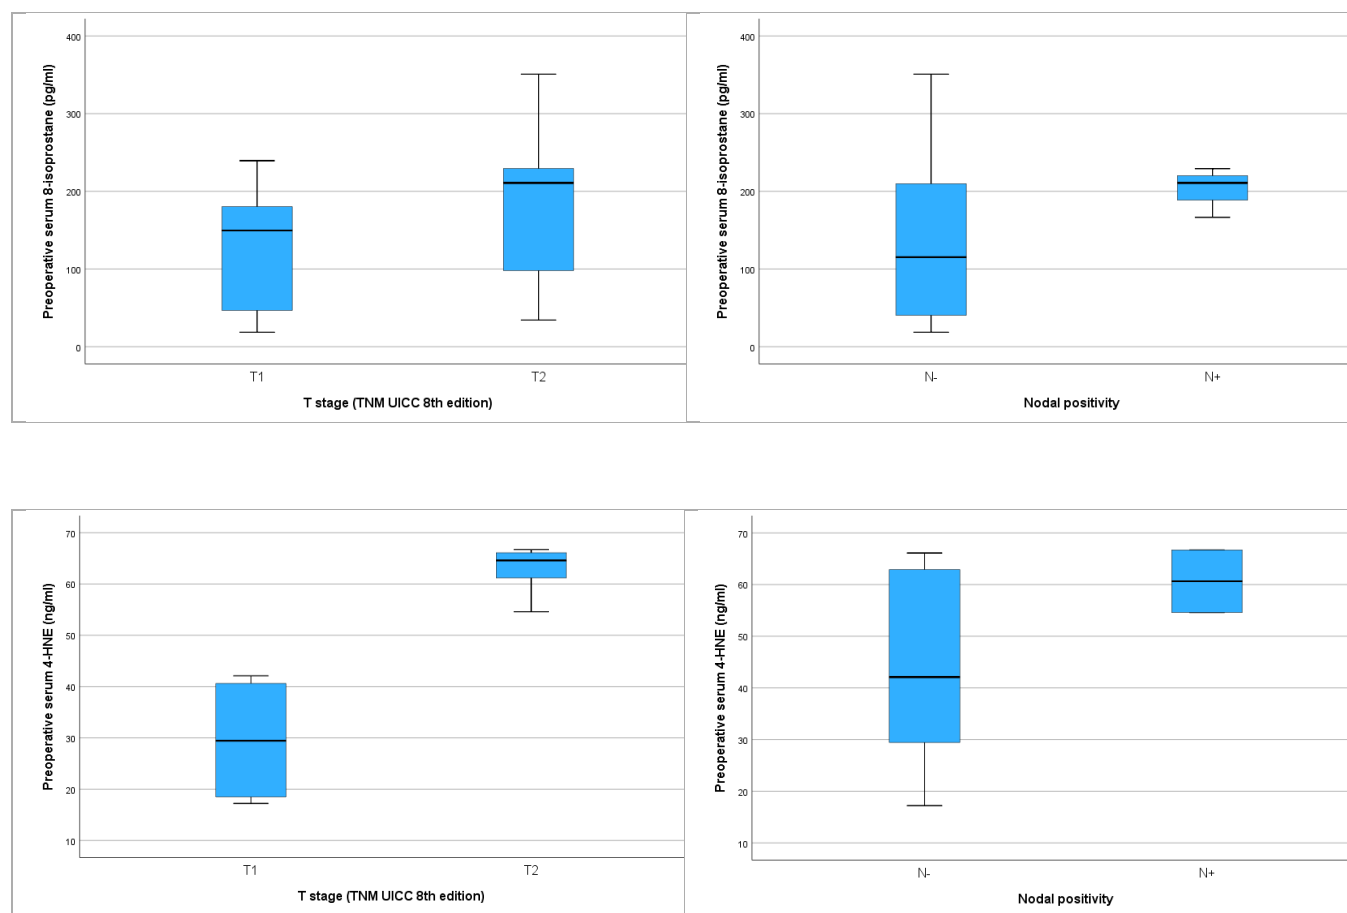 Preoperative serum 8-isoprostane (pg/ml)
400
300
200
100
0
T1
T2
T stage (TNM UICC 8th edition)
Preoperative serum 8-isoprostane (pg/ml)
400
300
200
100
0
N-
N+
Nodal positivity
Preoperative serum 4-HNE (ng/ml)
70
60
50
40
30
20
10
T1
T2
T stage (TNM UICC 8th edition)
Preoperative serum 4-HNE (ng/ml)
70
60
50
40
30
20
10
N-
N+
Nodal positivity